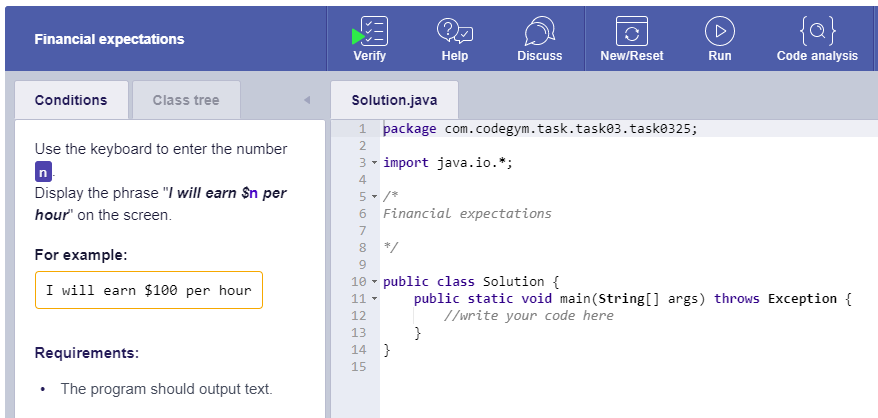 Financial expectations
Verify
Help
Discuss
New/Reset
Run
Code analysis
Conditions
Class tree
Use the keyboard to enter the number
n.
Display the phrase "I will earn $n per
hour" on the screen.
For example:
I will earn $100 per hour
Requirements:
• The program should output text.
Solution.java
1 package com.codegym.task.task03.task0325;
2
3 import java.io.*;
4
5 /*
6 Financial expectations
7
8 */
9
10 public class Solution {
11     public static void main(String[] args) throws Exception {
12         //write your code here
13     }
14 }
15